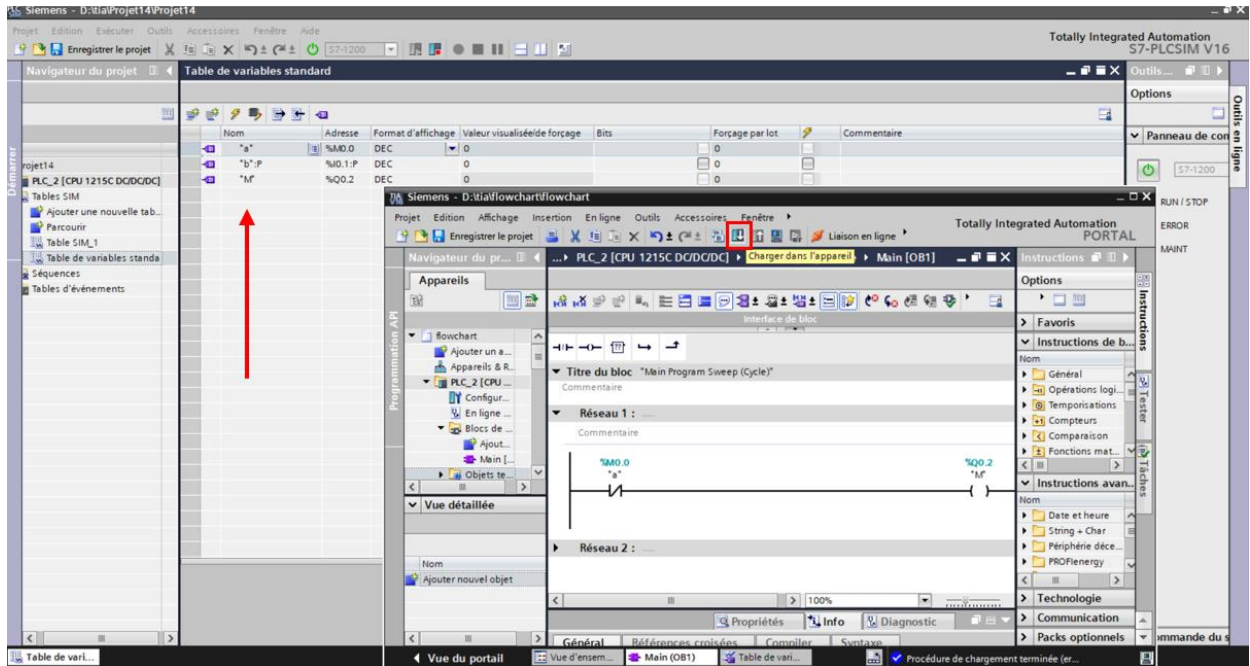 Siemens - D:\tia\Projet14\Projet14
Projet Edition Exécuter Outils Accessoires Fenêtre Aide
Totally Integrated Automation
S7-PLCSIM V16
Enregistrer le projet S7-1200
Navigateur du projet
Table de variables standard
Outils...
Options
Nom Adresse Format d'affichage Valeur visualisée/de forçage Bits Forçage par lot Commentaire
"a" %M0.0 DEC 0 0
"b":P %I0.1:P DEC 0 0
"M" %Q0.2 DEC 0 0
Démarrer
rojet14
PLC_2 [CPU 1215C DC/DC/DC]
Tables SIM
Ajouter une nouvelle tab...
Parcourir
Table SIM_1
Table de variables standa
Séquences
Tables d'événements
Panneau de con
S7-1200
RUN / STOP
ERROR
MAINT
Outils en ligne
Siemens - D:\tia\flowchart\flowchart
Projet Edition Affichage Insertion En ligne Outils Accessoires Fenêtre
Totally Integrated Automation
PORTAL
Enregistrer le projet Liaison en ligne
Charger dans l'appareil
Navigateur du pr...
... PLC_2 [CPU 1215C DC/DC/DC] Main [OB1]
Instructions
Appareils
Options
Interface de bloc
Programmation API
flowchart
Ajouter un a...
Appareils & R...
PLC_2 [CPU ...
Configur...
En ligne ...
Blocs de ...
Ajout...
Main [...
Objets te...
Vue détaillée
Nom
Ajouter nouvel objet
??
Titre du bloc "Main Program Sweep (Cycle)"
Commentaire
Réseau 1 : .....
Commentaire
%M0.0 %Q0.2
"a" "M"
Réseau 2 : .....
100%
Propriétés Info Diagnostic
Général Références croisées Compiler Syntaxe
Favoris
Instructions de b...
Nom
Général
Opérations logi...
Temporisations
Compteurs
Comparaison
Fonctions mat...
Instructions avan...
Nom
Date et heure
String + Char
Périphérie déce...
PROFIenergy
Technologie
Communication
Packs optionnels
Instructions
Tester
Tâches
mmande du s
Table de vari...
Vue du portail Vue d'ensem... Main (OB1) Table de vari... Procédure de chargement terminée (er...